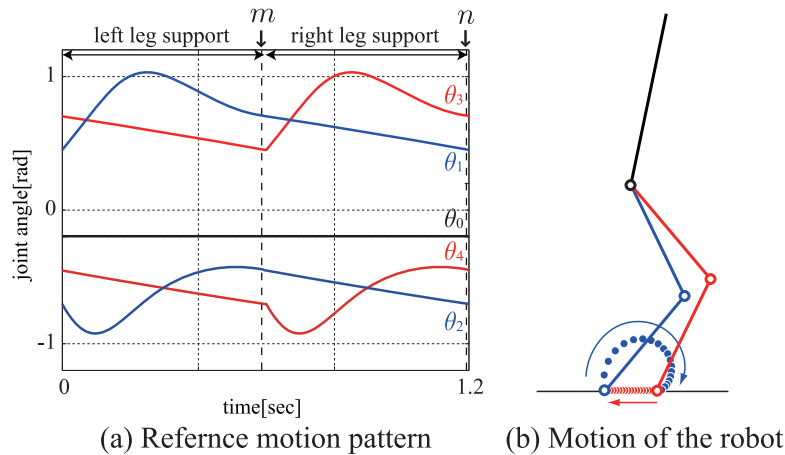 m n
left leg support right leg support
1
0
-1
joint angle[rad]
θ3
θ1
θ0
θ4
θ2
0 1.2
time[sec]
(a) Refernce motion pattern (b) Motion of the robot